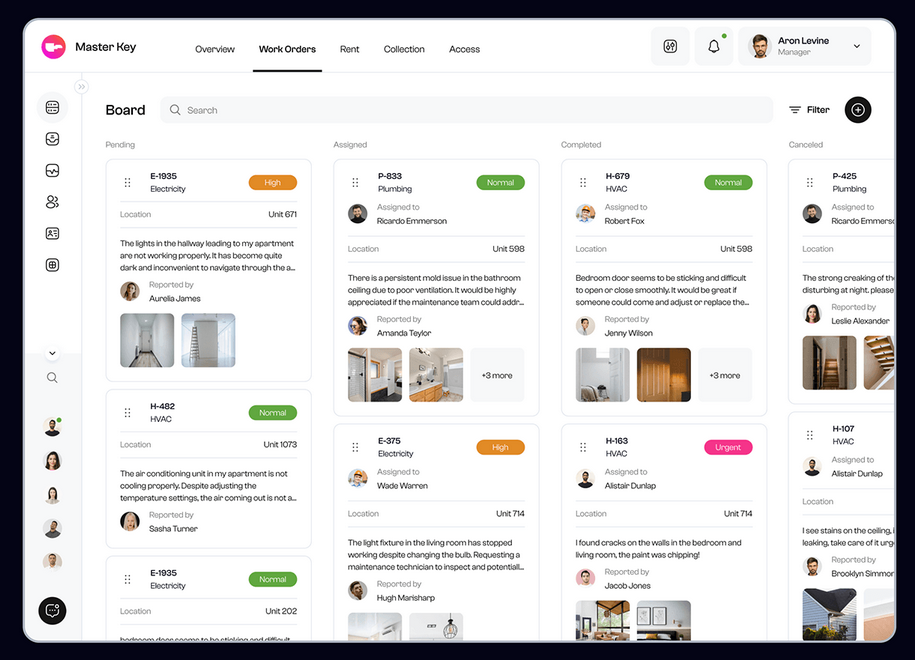 Master Key
Overview
Work Orders
Rent
Collection
Access
Aron Levine
Manager
Board
Search
Filter
Pending
E-1935
Electricity
High
Location
Unit 671
The lights in the hallway leading to my apartment
are not working properly. It has become quite
dark and inconvenient to navigate through the a...
Reported by
Aurelia James
H-482
HVAC
Normal
Location
Unit 1073
The air conditioning unit in my apartment is not
cooling properly. Despite adjusting the
temperature settings, the air coming out is not a...
Reported by
Sasha Turner
E-1935
Electricity
Normal
Location
Unit 202
bedroom door seems to be sticking and difficult
Assigned
P-833
Plumbing
Normal
Assigned to
Ricardo Emmerson
Location
Unit 598
There is a persistent mold issue in the bathroom
ceiling due to poor ventilation. It would be highly
appreciated if the maintenance team could addr...
Reported by
Amanda Teylor
+3 more
E-375
Electricity
High
Assigned to
Wade Warren
Location
Unit 714
The light fixture in the living room has stopped
working despite changing the bulb. Requesting a
maintenance technician to inspect and potentiall...
Reported by
Hugh Marisharp
Completed
H-679
HVAC
Normal
Assigned to
Robert Fox
Location
Unit 598
Bedroom door seems to be sticking and difficult
to open or close smoothly. It would be great if
someone could come and adjust or replace the...
Reported by
Jenny Wilson
+3 more
H-163
HVAC
Urgent
Assigned to
Alistair Dunlap
Location
Unit 714
I found cracks on the walls in the bedroom and
living room, the paint was chipping!
Reported by
Jacob Jones
Canceled
P-425
Plumbing
Assigned to
Ricardo Emmerso
Location
The strong creaking of the
disturbing at night, please
Reported by
Leslie Alexander
H-107
HVAC
Assigned to
Alistair Dunlap
Location
I see stains on the ceiling, i
leaking, take care of it urge
Reported by
Brooklyn Simmon